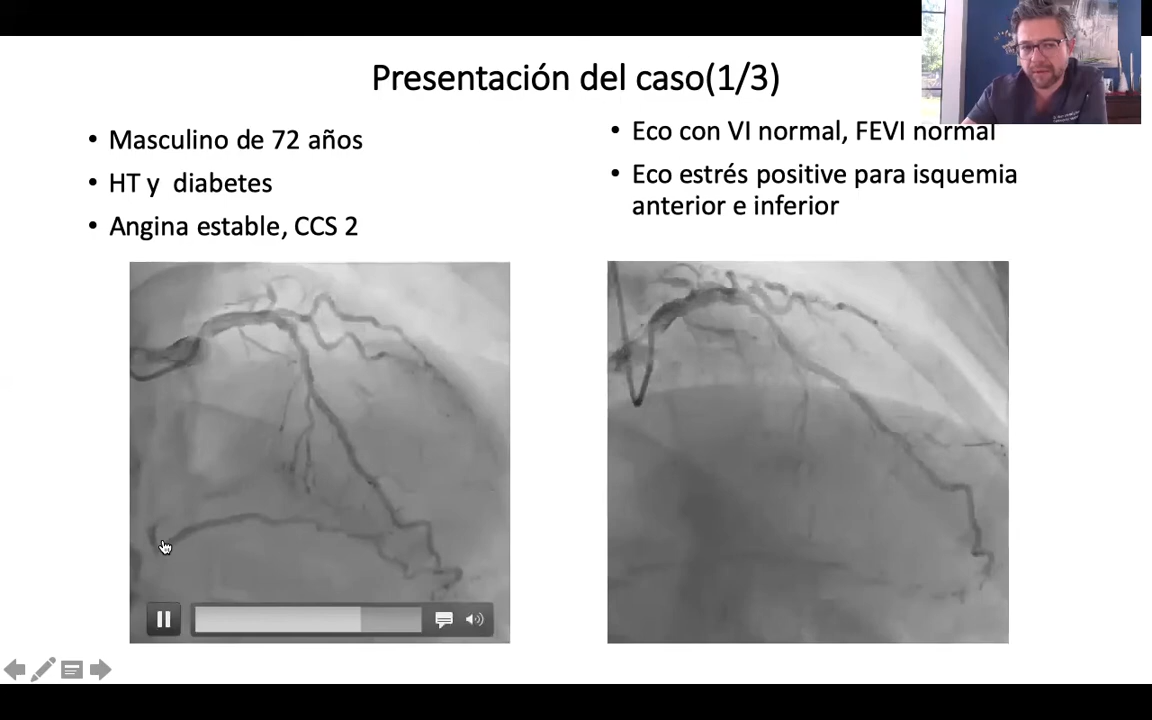 Presentación del caso(1/3)
• Masculino de 72 años
• HT y diabetes
• Angina estable, CCS 2
• Eco con VI normal, FEVI normal
• Eco estrés positive para isquemia
anterior e inferior